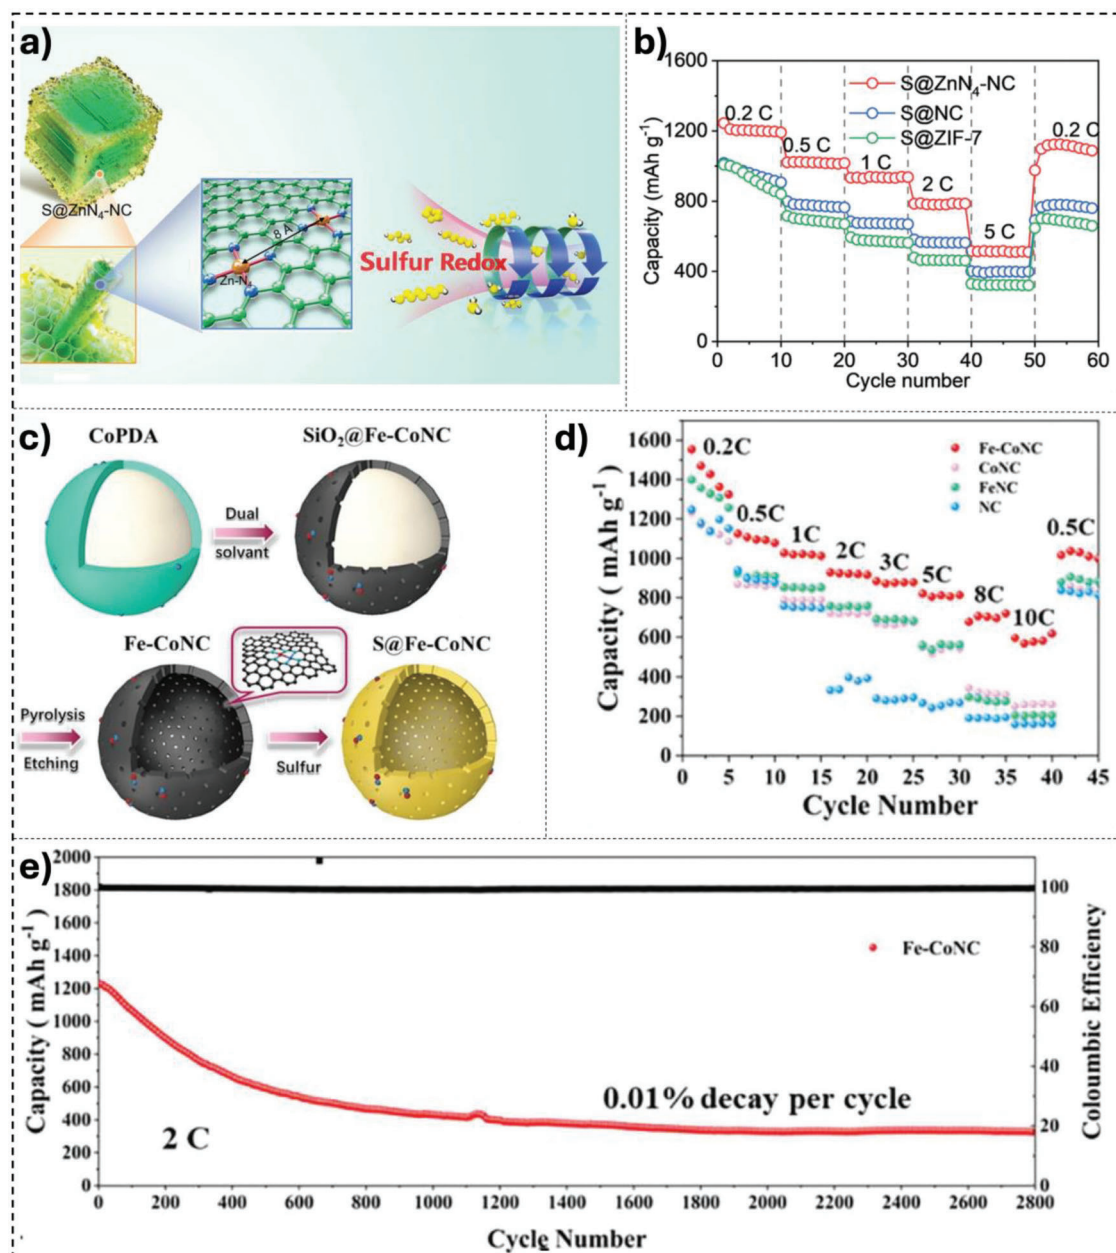 a)
S@ZnN4-NC
8 Å
Zn-N4
Sulfur Redox
b)
1600
1200
800
400
0
Capacity (mAh g-1)
S@ZnN4-NC
S@NC
S@ZIF-7
0.2 C
0.5 C
1 C
2 C
5 C
0.2 C
0 10 20 30 40 50 60
Cycle number
c)
CoPDA
SiO2@Fe-CoNC
Dual
solvant
Fe-CoNC
S@Fe-CoNC
Pyrolysis
Etching
Sulfur
d)
1600
1400
1200
1000
800
600
400
200
0
Capacity ( mAh g-1)
Fe-CoNC
CoNC
FeNC
NC
0.2C
0.5C
1C
2C
3C
5C
8C
10C
0.5C
0 5 10 15 20 25 30 35 40 45
Cycle Number
e)
2000
1800
1600
1400
1200
1000
800
600
400
200
0
Capacity ( mAh g-1)
100
80
60
40
20
0
Coloumbic Efficiency
Fe-CoNC
0.01% decay per cycle
2 C
0 200 400 600 800 1000 1200 1400 1600 1800 2000 2200 2400 2600 2800
Cycle Number